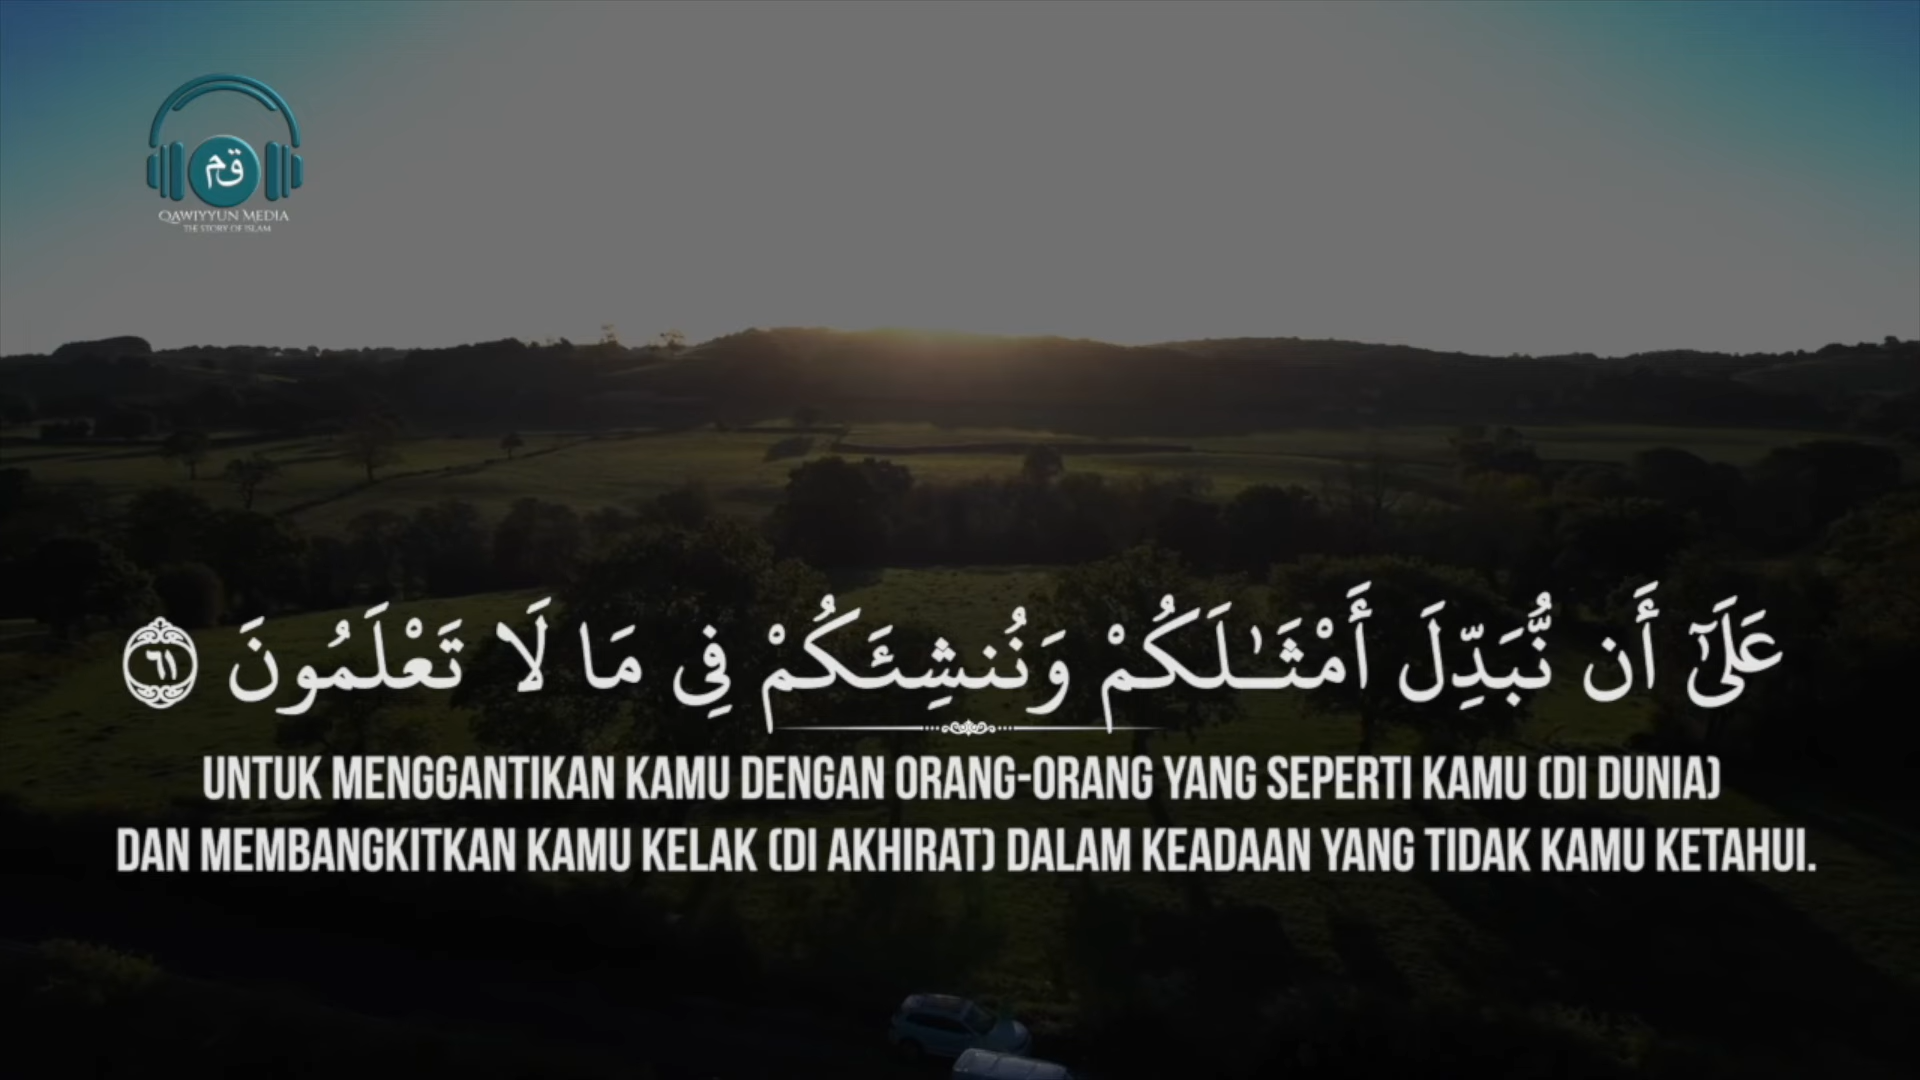 قم
QAWIYYUN MEDIA
THE STORY OF ISLAM
عَلَىٰٓ أَن نُّبَدِّلَ أَمْثَـٰلَكُمْ وَنُنشِئَكُمْ فِى مَا لَا تَعْلَمُونَ ٦١
UNTUK MENGGANTIKAN KAMU DENGAN ORANG-ORANG YANG SEPERTI KAMU (DI DUNIA)
DAN MEMBANGKITKAN KAMU KELAK (DI AKHIRAT) DALAM KEADAAN YANG TIDAK KAMU KETAHUI.